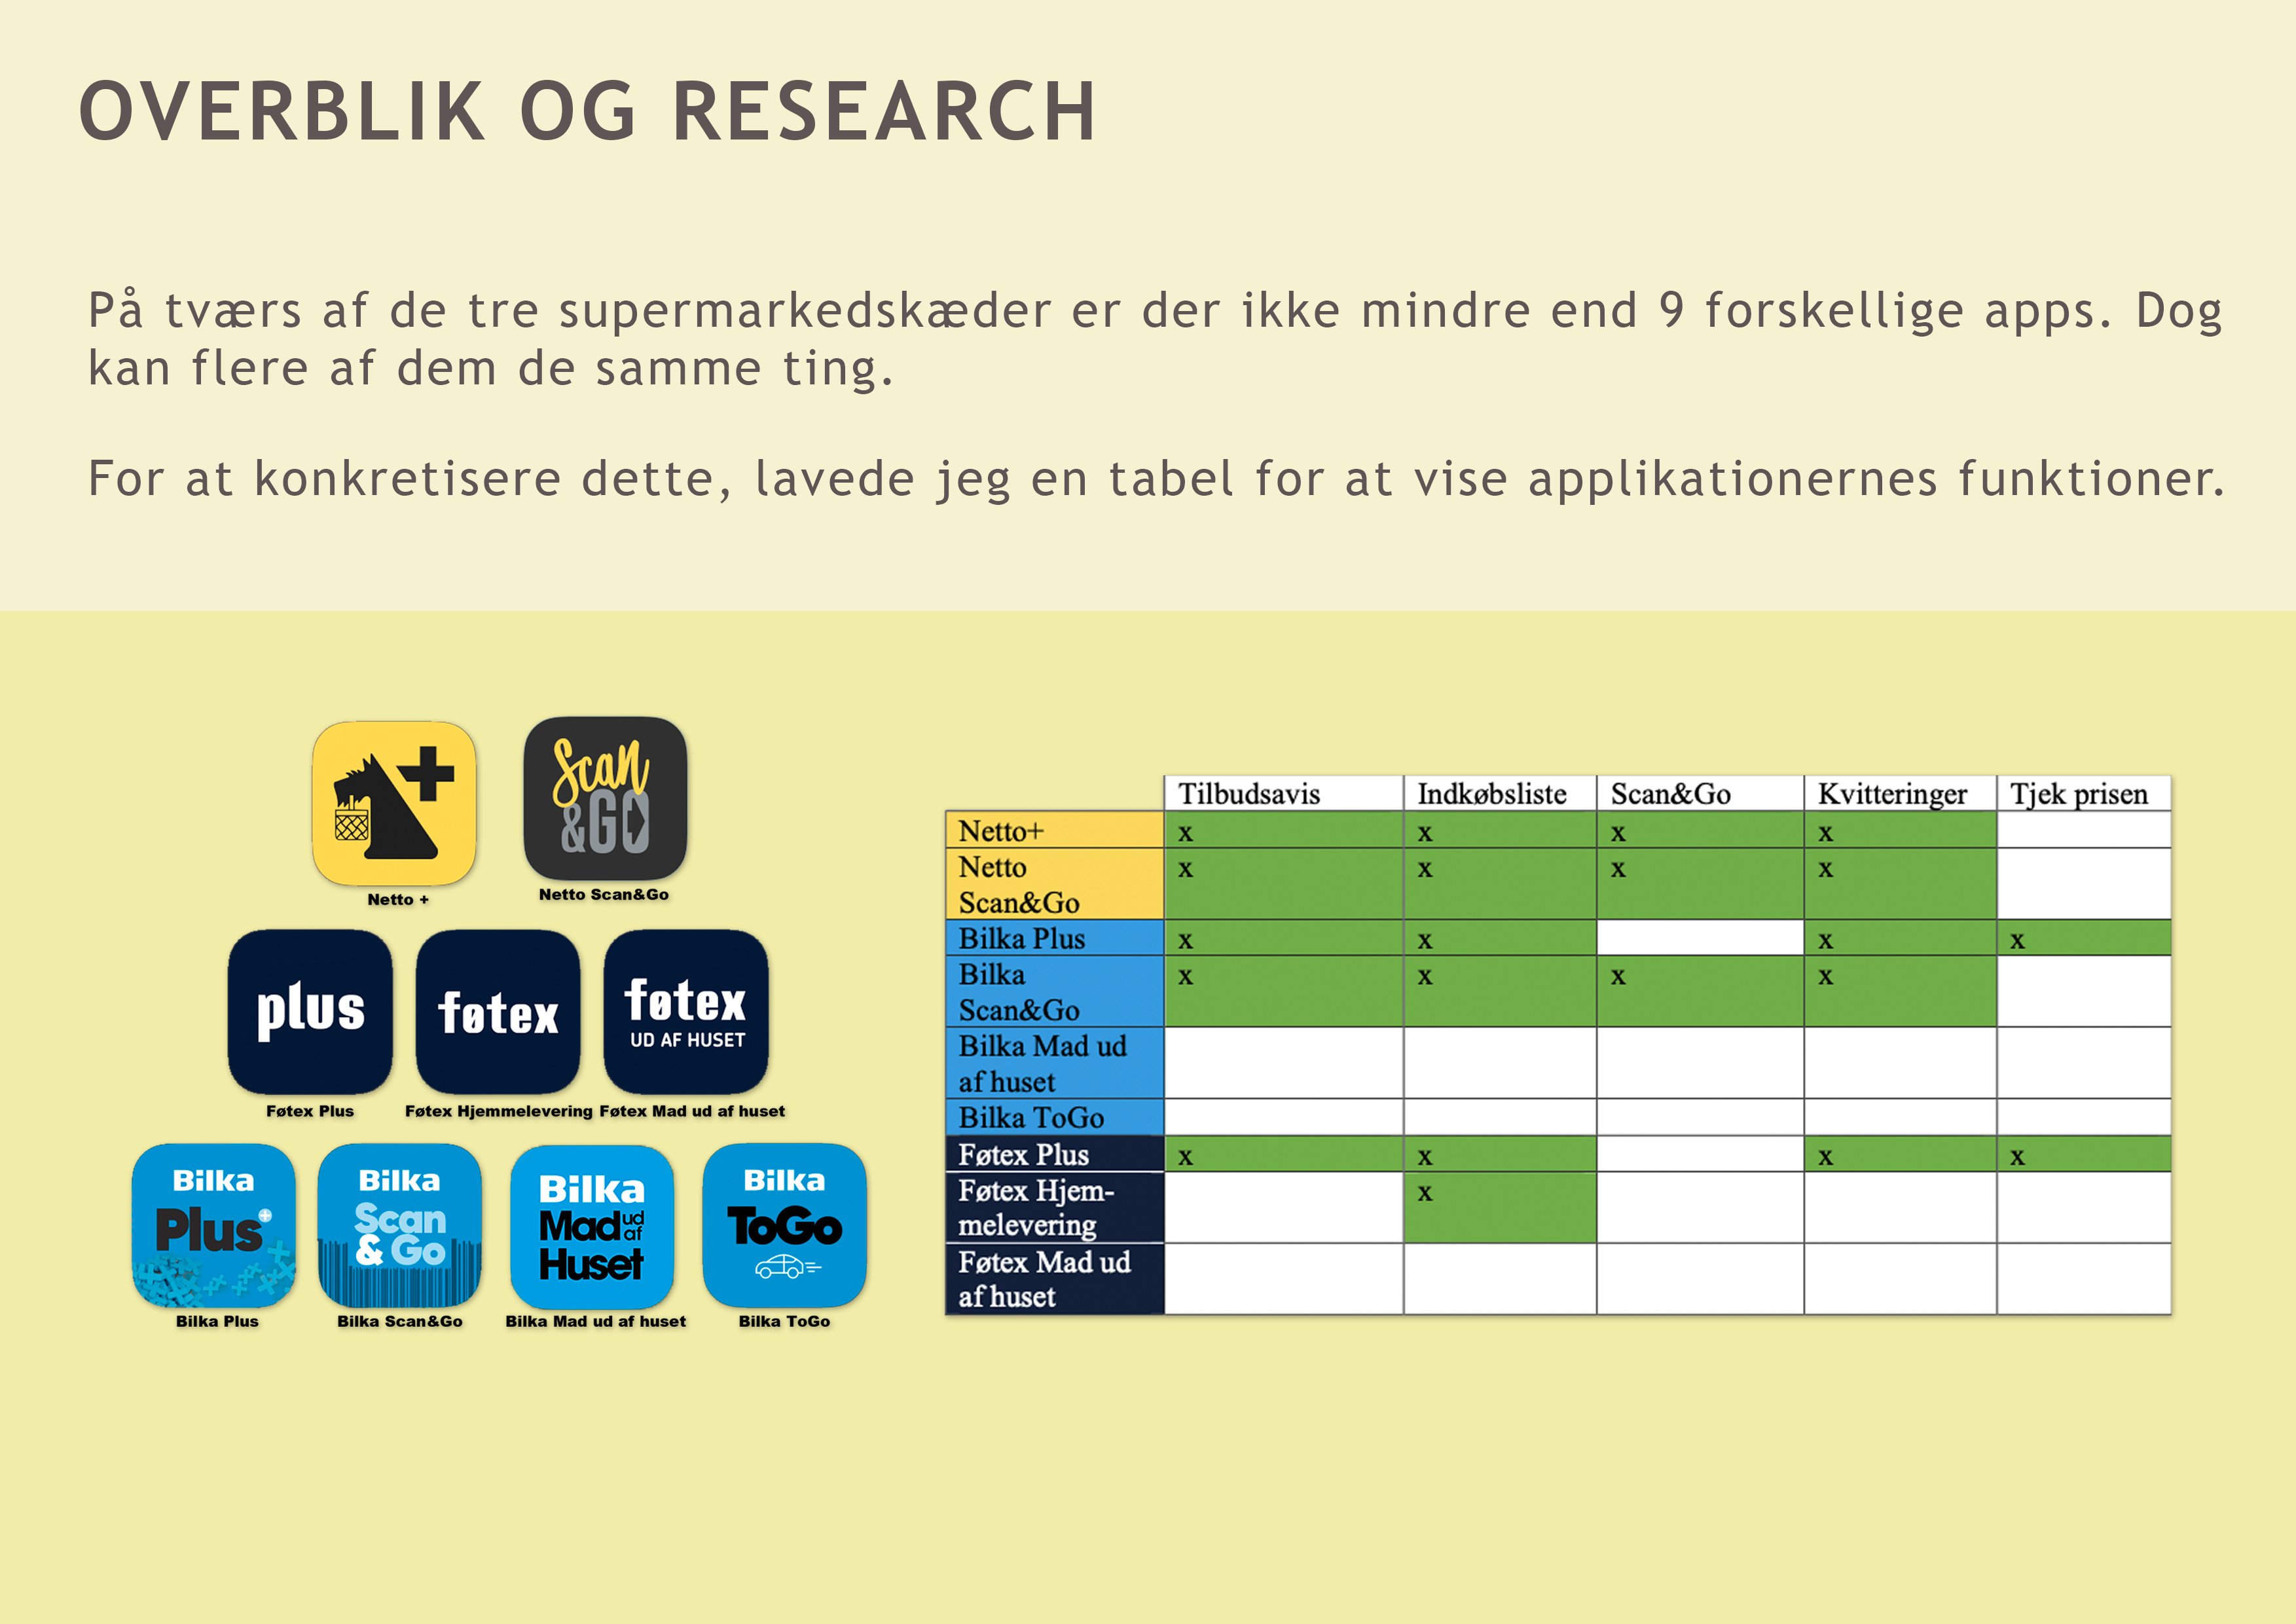 OVERBLIK OG RESEARCH
På tværs af de tre supermarkedskæder er der ikke mindre end 9 forskellige apps. Dog
kan flere af dem de samme ting.
For at konkretisere dette, lavede jeg en tabel for at vise applikationernes funktioner.
Scan
&GO
Netto +
Netto Scan&Go
plus
føtex
føtex
UD AF HUSET
Føtex Plus
Føtex Hjemmelevering
Føtex Mad ud af huset
Bilka
Plus+
Bilka
Scan
& Go
Bilka
Mad ud af
Huset
Bilka
ToGo
Bilka Plus
Bilka Scan&Go
Bilka Mad ud af huset
Bilka ToGo
Tilbudsavis Indkøbsliste Scan&Go Kvitteringer Tjek prisen
Netto+ x x x x
Netto x x x x
Scan&Go
Bilka Plus x x x x
Bilka x x x x
Scan&Go
Bilka Mad ud
af huset
Bilka ToGo
Føtex Plus x x x x
Føtex Hjem- x
melevering
Føtex Mad ud
af huset